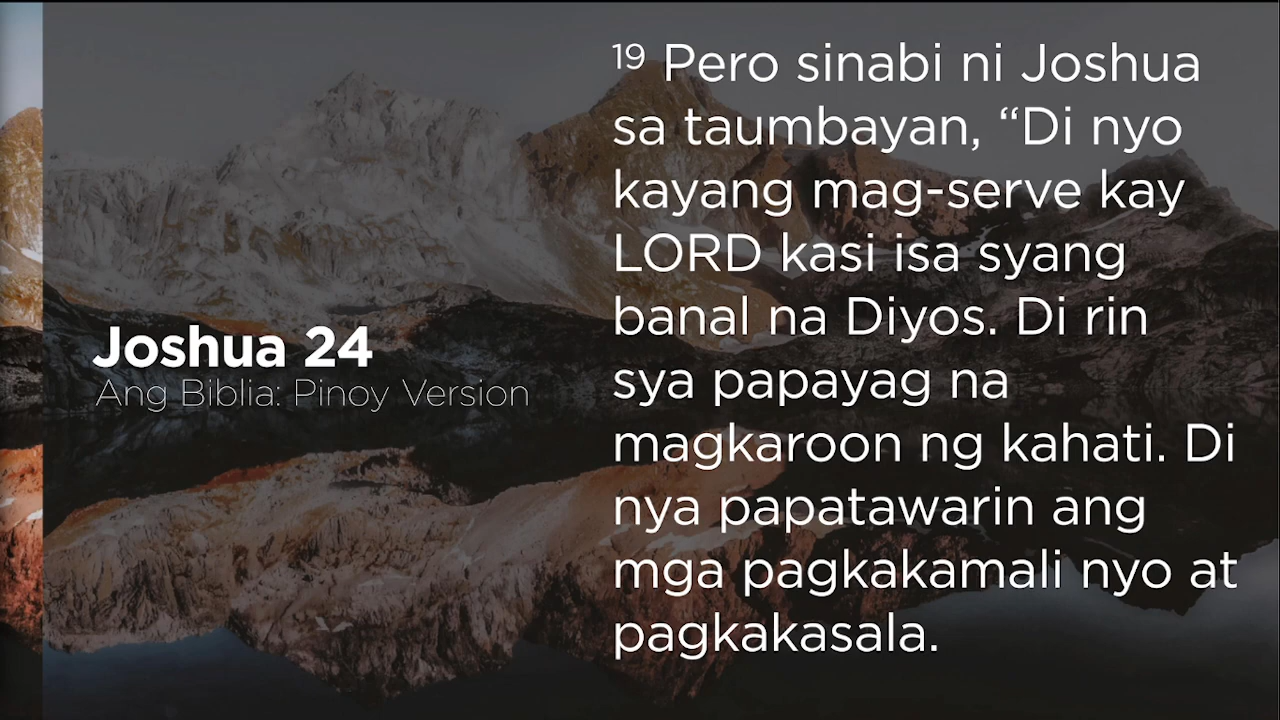 Joshua 24
Ang Biblia: Pinoy Version
19 Pero sinabi ni Joshua
sa taumbayan, “Di nyo
kayang mag-serve kay
LORD kasi isa syang
banal na Diyos. Di rin
sya papayag na
magkaroon ng kahati. Di
nya papatawarin ang
mga pagkakamali nyo at
pagkakasala.